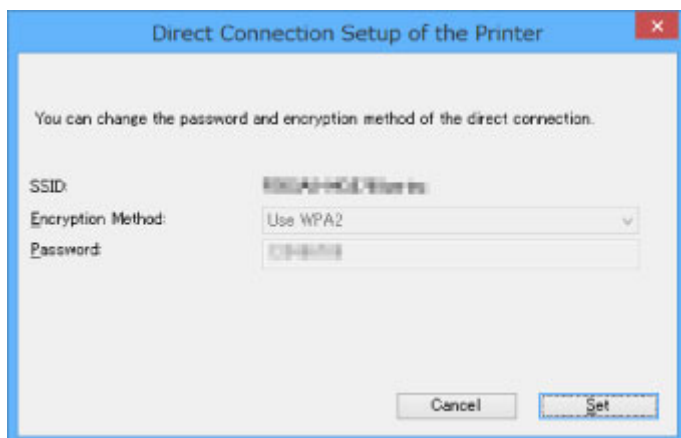 Direct Connection Setup of the Printer
You can change the password and encryption method of the direct connection.
SSID:
Encryption Method: Use WPA2
Password:
Cancel Set